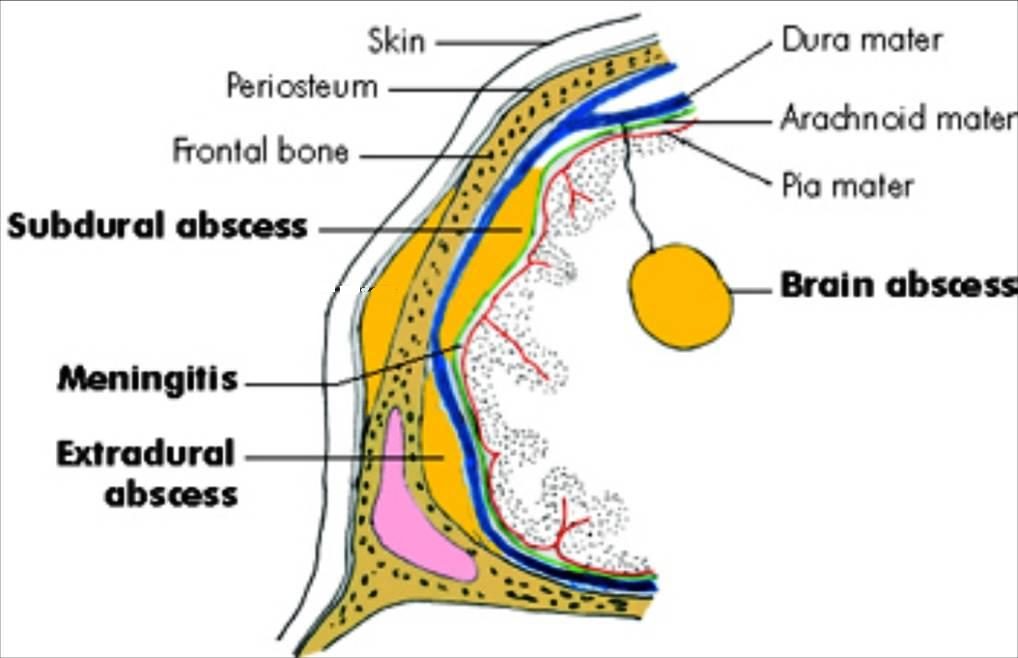 Skin
Periosteum
Frontal bone
Subdural abscess
Meningitis
Extradural
abscess
Dura mater
Arachnoid mater
Pia mater
Brain abscess